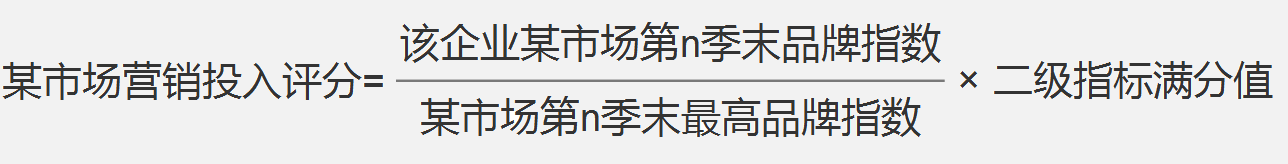 该企业某市场第n季末品牌指数
某市场营销投入评分= × 二级指标满分值
某市场第n季末最高品牌指数